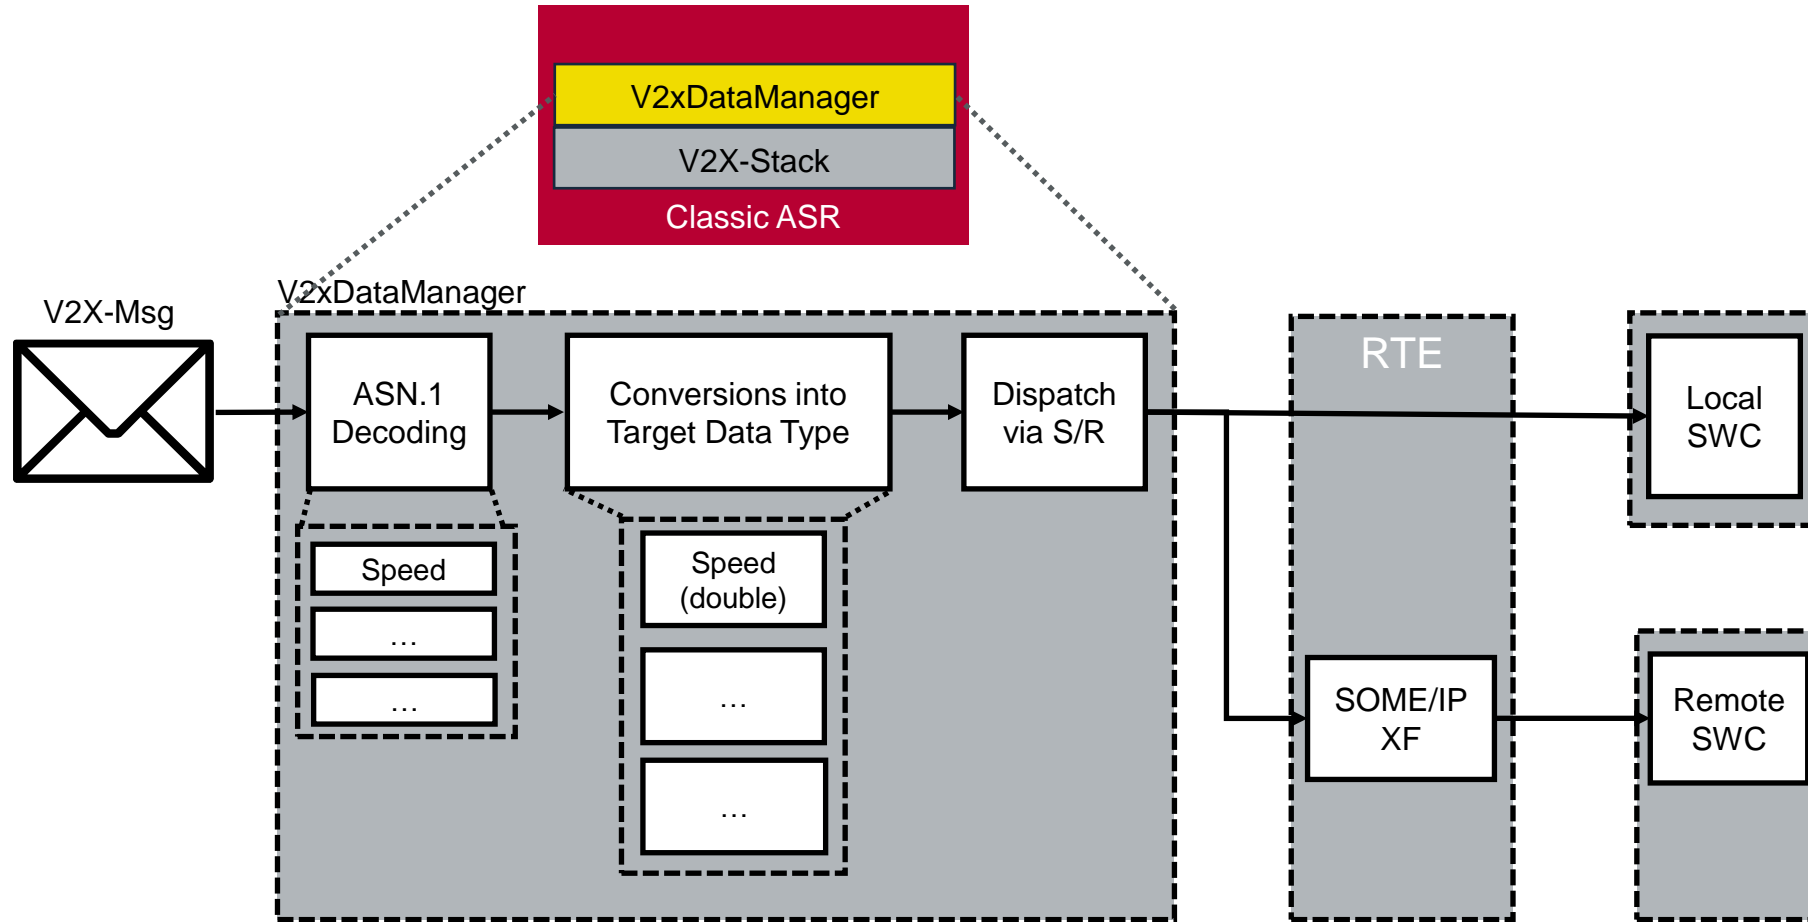 V2xDataManager
V2X-Stack
Classic ASR
V2X-Msg
V2xDataManager
ASN.1
Decoding
Conversions into
Target Data Type
Dispatch
via S/R
RTE
Local
SWC
Speed
…
…
Speed
(double)
…
…
SOME/IP
XF
Remote
SWC